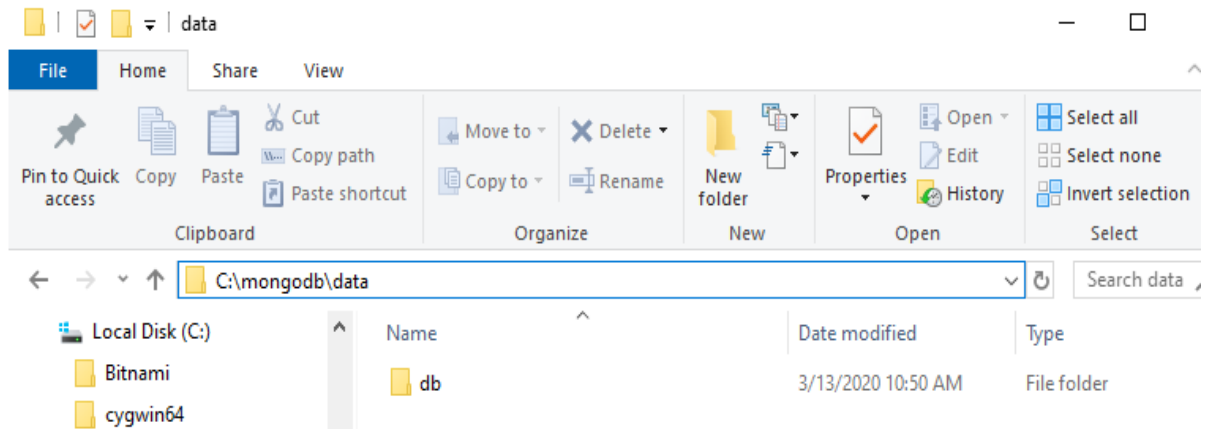 data
File Home Share View
Pin to Quick access
Copy
Paste
Cut
Copy path
Paste shortcut
Clipboard
Move to
Copy to
Delete
Rename
Organize
New folder
New
Properties
Open
Edit
History
Open
Select all
Select none
Invert selection
Select
C:\mongodb\data
Search data
Local Disk (C:)
Bitnami
cygwin64
Name Date modified Type
db 3/13/2020 10:50 AM File folder